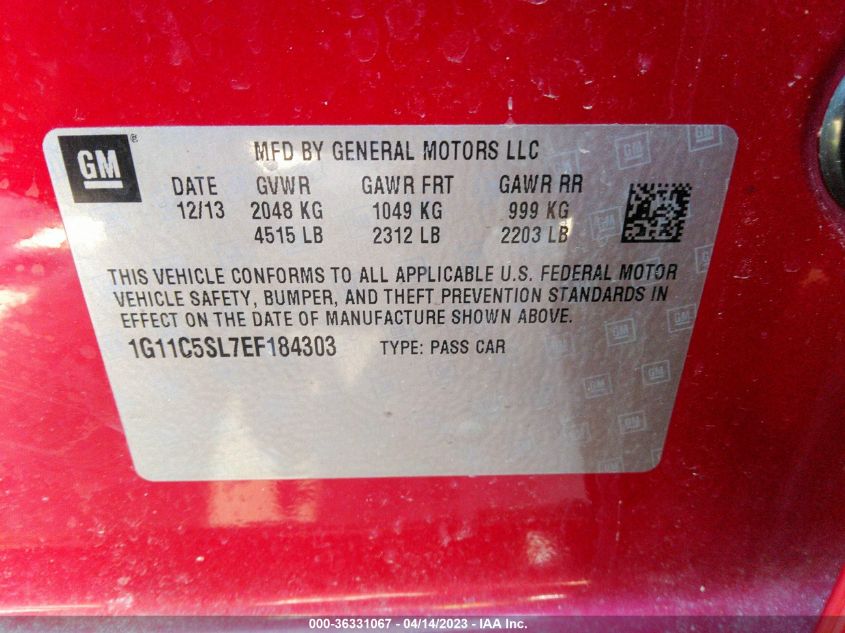 GM ®
MFD BY GENERAL MOTORS LLC
DATE GVWR GAWR FRT GAWR RR
12/13 2048 KG 1049 KG 999 KG
4515 LB 2312 LB 2203 LB
THIS VEHICLE CONFORMS TO ALL APPLICABLE U.S. FEDERAL MOTOR
VEHICLE SAFETY, BUMPER, AND THEFT PREVENTION STANDARDS IN
EFFECT ON THE DATE OF MANUFACTURE SHOWN ABOVE.
1G11C5SL7EF184303 TYPE: PASS CAR
000-36331067 - 04/14/2023 - IAA Inc.